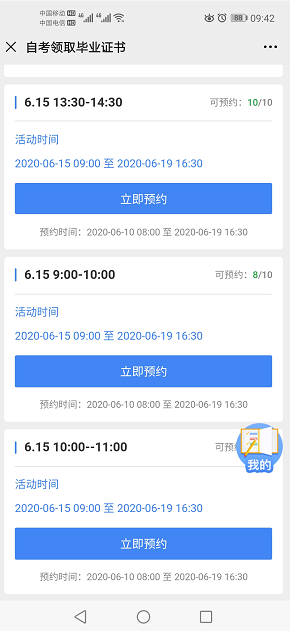 中国移动 HD
中国电信 HD
46
46
88
09:42
自考领取毕业证书
6.15 13:30-14:30
可预约：10/10
活动时间
2020-06-15 09:00 至 2020-06-19 16:30
立即预约
预约时间：2020-06-10 08:00 至 2020-06-19 16:30
6.15 9:00-10:00
可预约：8/10
活动时间
2020-06-15 09:00 至 2020-06-19 16:30
立即预约
预约时间：2020-06-10 08:00 至 2020-06-19 16:30
6.15 10:00--11:00
可预
我的
活动时间
2020-06-15 09:00 至 2020-06-19 16:30
立即预约
预约时间：2020-06-10 08:00 至 2020-06-19 16:30